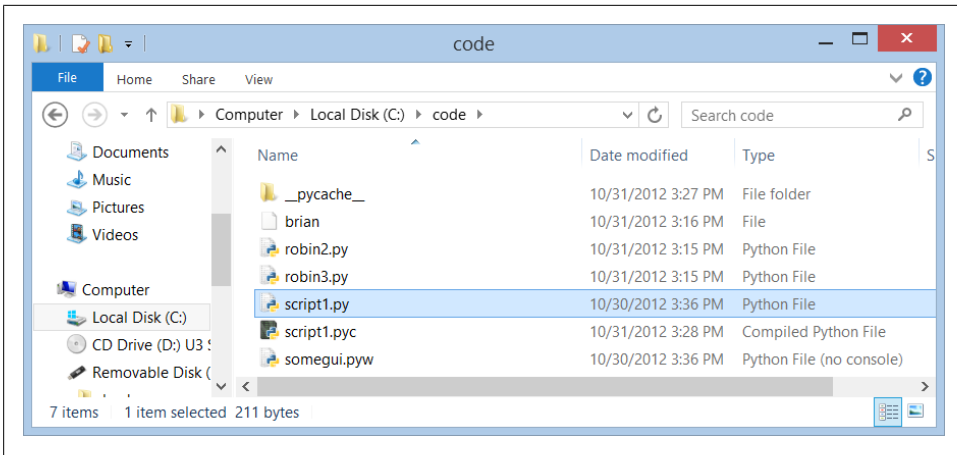 code
File Home Share View
Computer Local Disk (C:) code Search code
Documents
Music
Pictures
Videos
Computer
Local Disk (C:)
CD Drive (D:) U3
Removable Disk (
Name Date modified Type S
__pycache__ 10/31/2012 3:27 PM File folder
brian 10/31/2012 3:16 PM File
robin2.py 10/31/2012 3:15 PM Python File
robin3.py 10/31/2012 3:15 PM Python File
script1.py 10/30/2012 3:36 PM Python File
script1.pyc 10/31/2012 3:28 PM Compiled Python File
somegui.pyw 10/30/2012 3:36 PM Python File (no console)
7 items 1 item selected 211 bytes